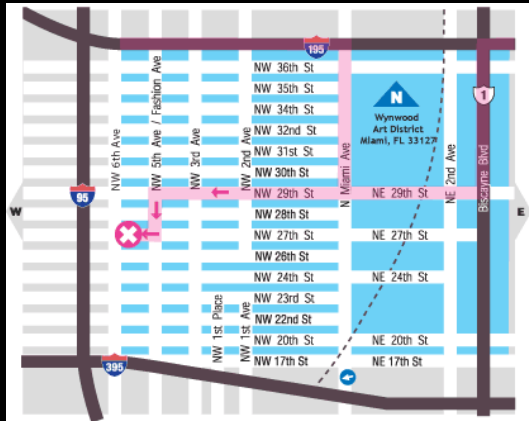 195
NW 36th St
NW 35th St
NW 34th St
NW 32nd St
NW 31st St
NW 30th St
NW 29th St
NW 28th St
NW 27th St
NW 26th St
NW 24th St
NW 23rd St
NW 22nd St
NW 20th St
NW 17th St
NE 29th St
NE 27th St
NE 24th St
NE 20th St
NE 17th St
NW 6th Ave
NW 5th Ave / Fashion Ave
NW 3rd Ave
NW 2nd Ave
N Miami Ave
NE 2nd Ave
Biscayne Blvd
NW 1st Place
NW 1st Ave
N
Wynwood
Art District
Miami, FL 33127
1
95
395
W
E